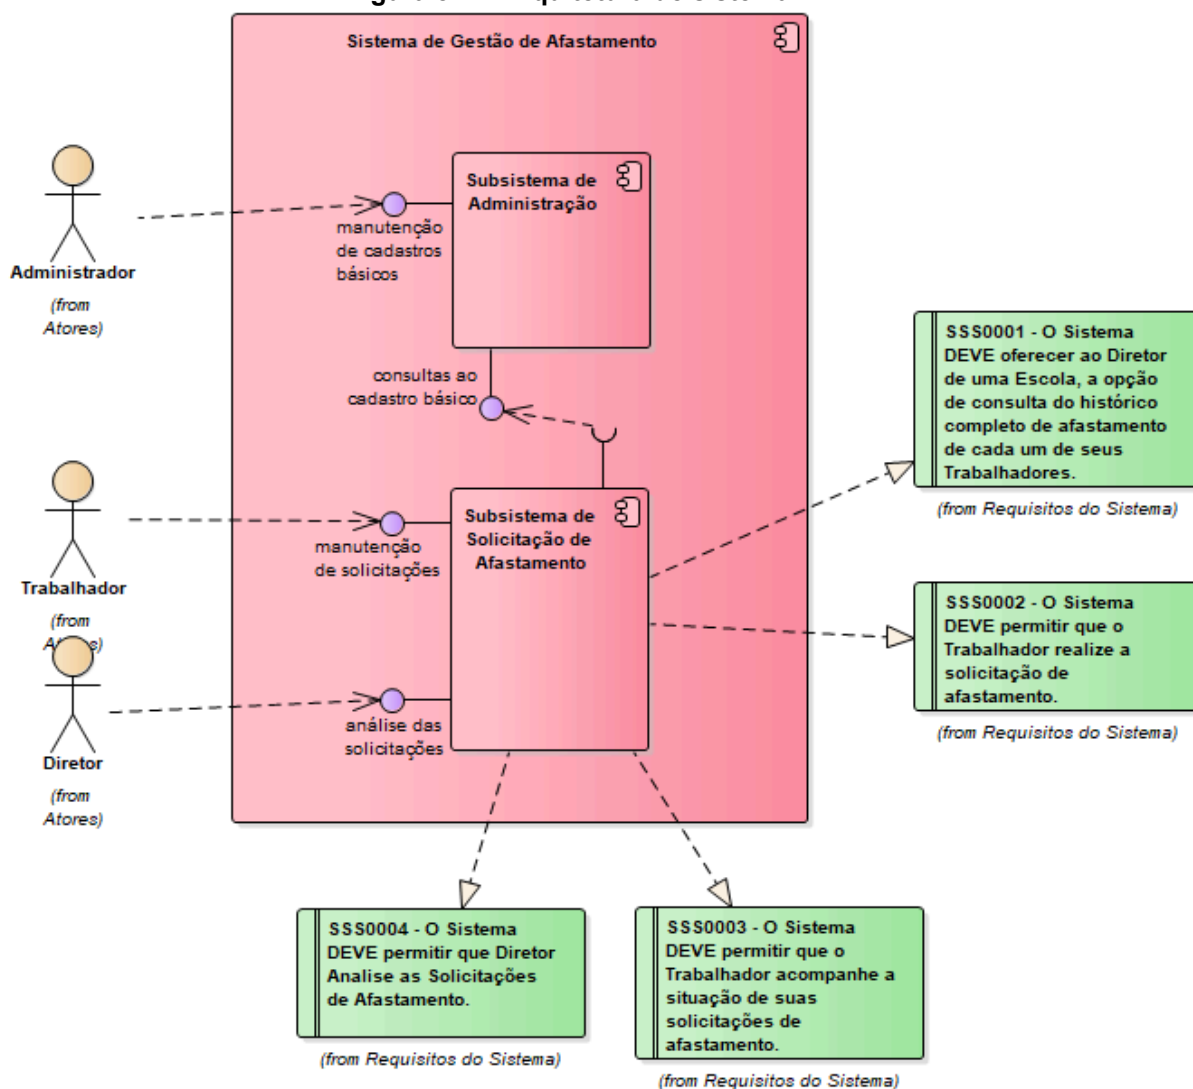 Sistema de Gestão de Afastamento
Subsistema de
Administração
manutenção
de cadastros
básicos
Administrador
(from
Atores)
consultas ao
cadastro básico
SSS0001 - O Sistema
DEVE oferecer ao Diretor
de uma Escola, a opção
de consulta do histórico
completo de afastamento
de cada um de seus
Trabalhadores.
(from Requisitos do Sistema)
Subsistema de
Solicitação de
Afastamento
manutenção
de solicitações
Trabalhador
(from
Atores)
SSS0002 - O Sistema
DEVE permitir que o
Trabalhador realize a
solicitação de
afastamento.
(from Requisitos do Sistema)
análise das
solicitações
Diretor
(from
Atores)
SSS0004 - O Sistema
DEVE permitir que Diretor
Analise as Solicitações
de Afastamento.
(from Requisitos do Sistema)
SSS0003 - O Sistema
DEVE permitir que o
Trabalhador acompanhe a
situação de suas
solicitações de
afastamento.
(from Requisitos do Sistema)